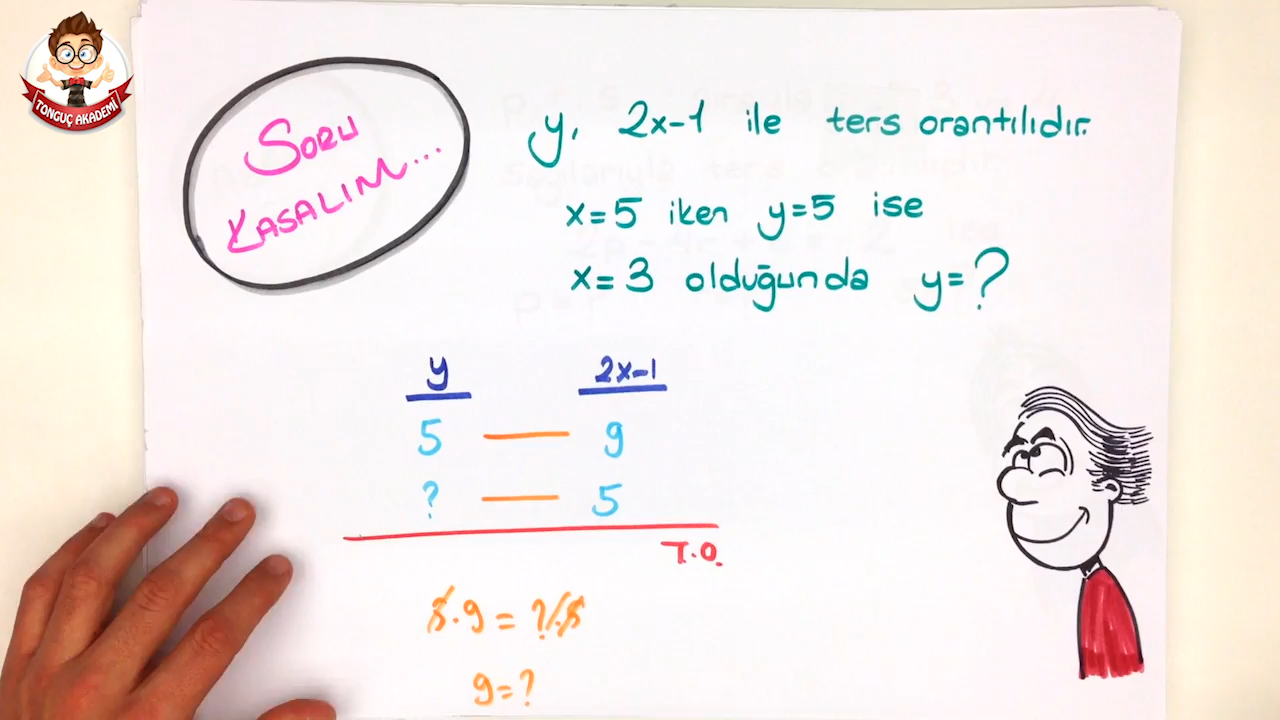 TONGUÇ AKADEMİ
SORU
KASALIM...
y, 2x-1 ile ters orantılıdır.
x=5 iken y=5 ise
x=3 olduğunda y=?
y 2x-1
5 — 9
? — 5
T.O.
5.9=?.5
9=?